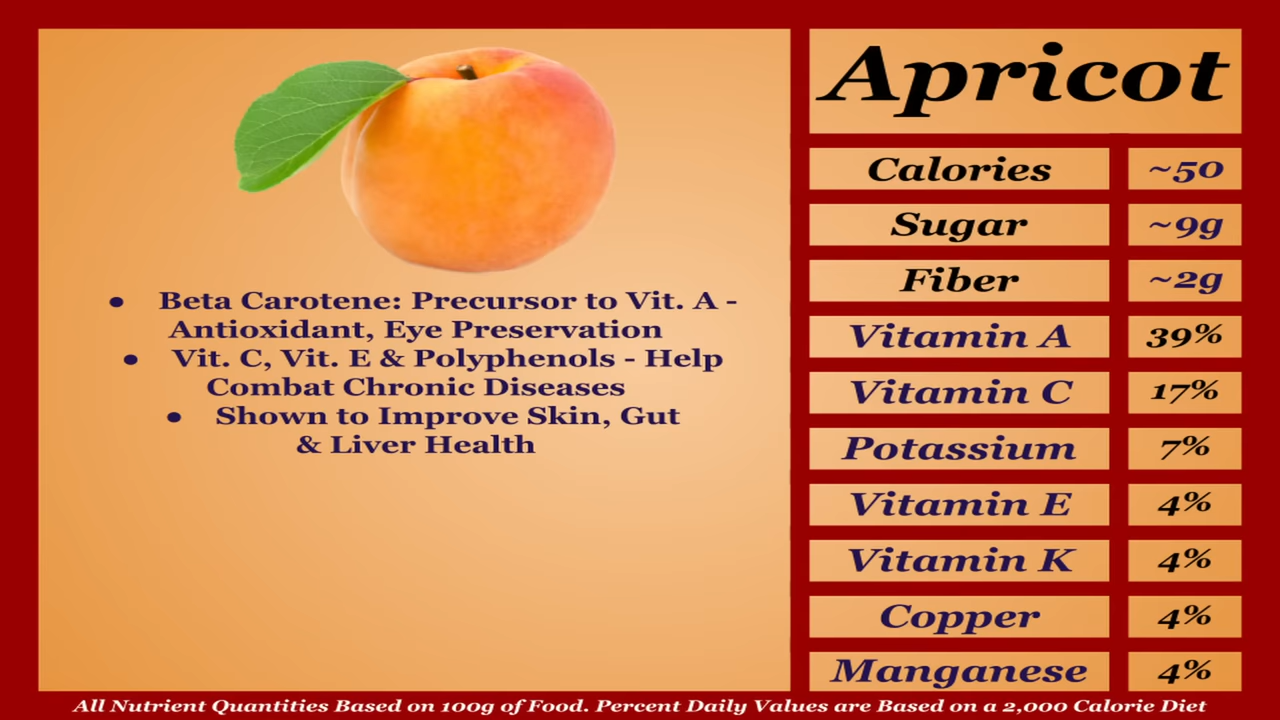 Apricot
● Beta Carotene: Precursor to Vit. A -
Antioxidant, Eye Preservation
● Vit. C, Vit. E & Polyphenols - Help
Combat Chronic Diseases
● Shown to Improve Skin, Gut
& Liver Health
Calories ~50
Sugar ~9g
Fiber ~2g
Vitamin A 39%
Vitamin C 17%
Potassium 7%
Vitamin E 4%
Vitamin K 4%
Copper 4%
Manganese 4%
All Nutrient Quantities Based on 100g of Food. Percent Daily Values are Based on a 2,000 Calorie Diet